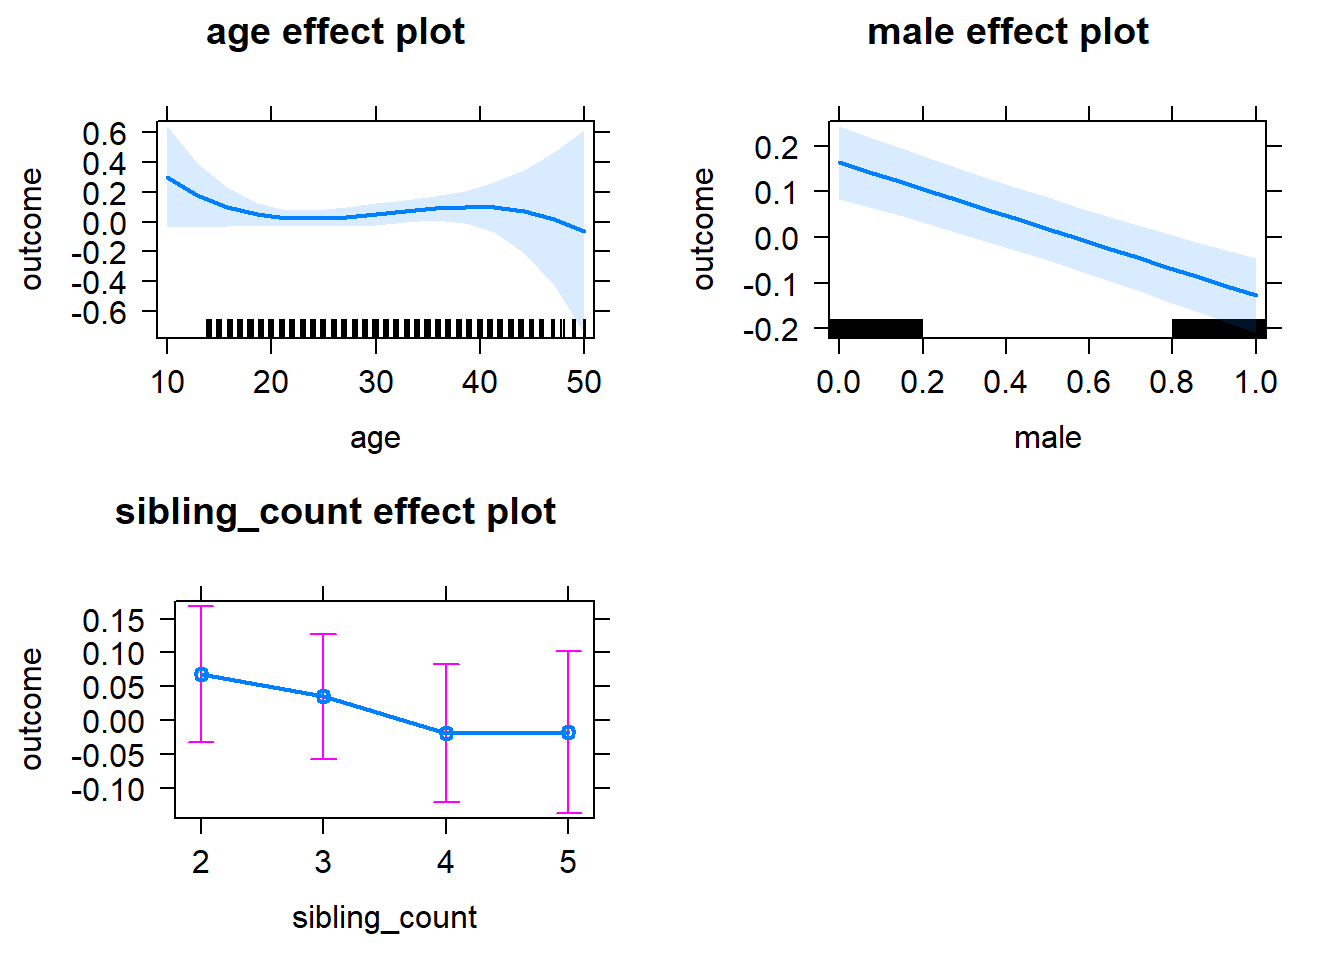 age effect plot
outcome
0.6
0.4
0.2
0.0
-0.2
-0.4
-0.6
10 20 30 40 50
age
male effect plot
outcome
0.2
0.1
0.0
-0.1
-0.2
0.0 0.2 0.4 0.6 0.8 1.0
male
sibling_count effect plot
outcome
0.15
0.10
0.05
0.00
-0.05
-0.10
2 3 4 5
sibling_count